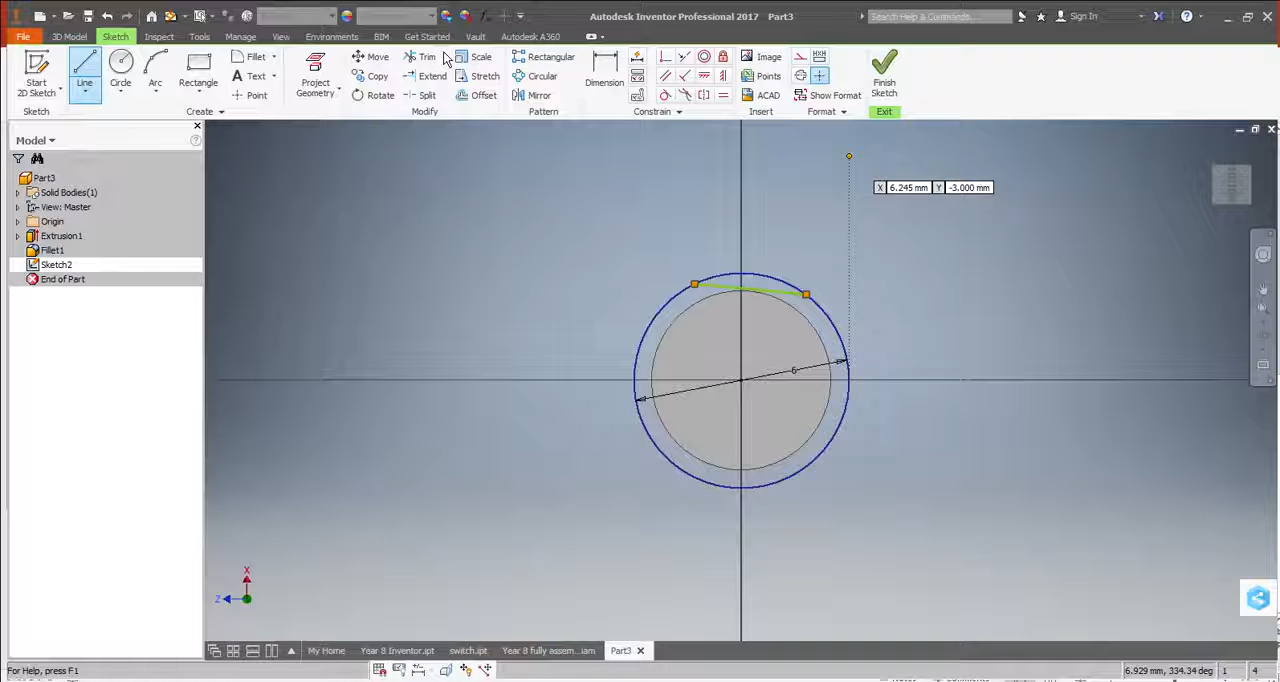 Autodesk Inventor Professional 2017 Part3
Search Help & Commands...
Sign In
File 3D Model Sketch Inspect Tools Manage View Environments BIM Get Started Vault Autodesk A360
Start
2D Sketch
Line
Circle
Arc
Rectangle
Fillet
Text
Point
Project
Geometry
Move
Copy
Rotate
Trim
Extend
Split
Scale
Stretch
Offset
Rectangular
Circular
Mirror
Dimension
Image
Points
ACAD
Show Format
Finish
Sketch
Sketch Create Modify Pattern Constrain Insert Format Exit
Model
Part3
Solid Bodies(1)
View: Master
Origin
Extrusion1
Fillet1
Sketch2
End of Part
X 6.245 mm Y -3.000 mm
6
X
Z
My Home Year 8 Inventor.ipt switch.ipt Year 8 fully assem...iam Part3
For Help, press F1
6.929 mm, 334.34 deg 1 4